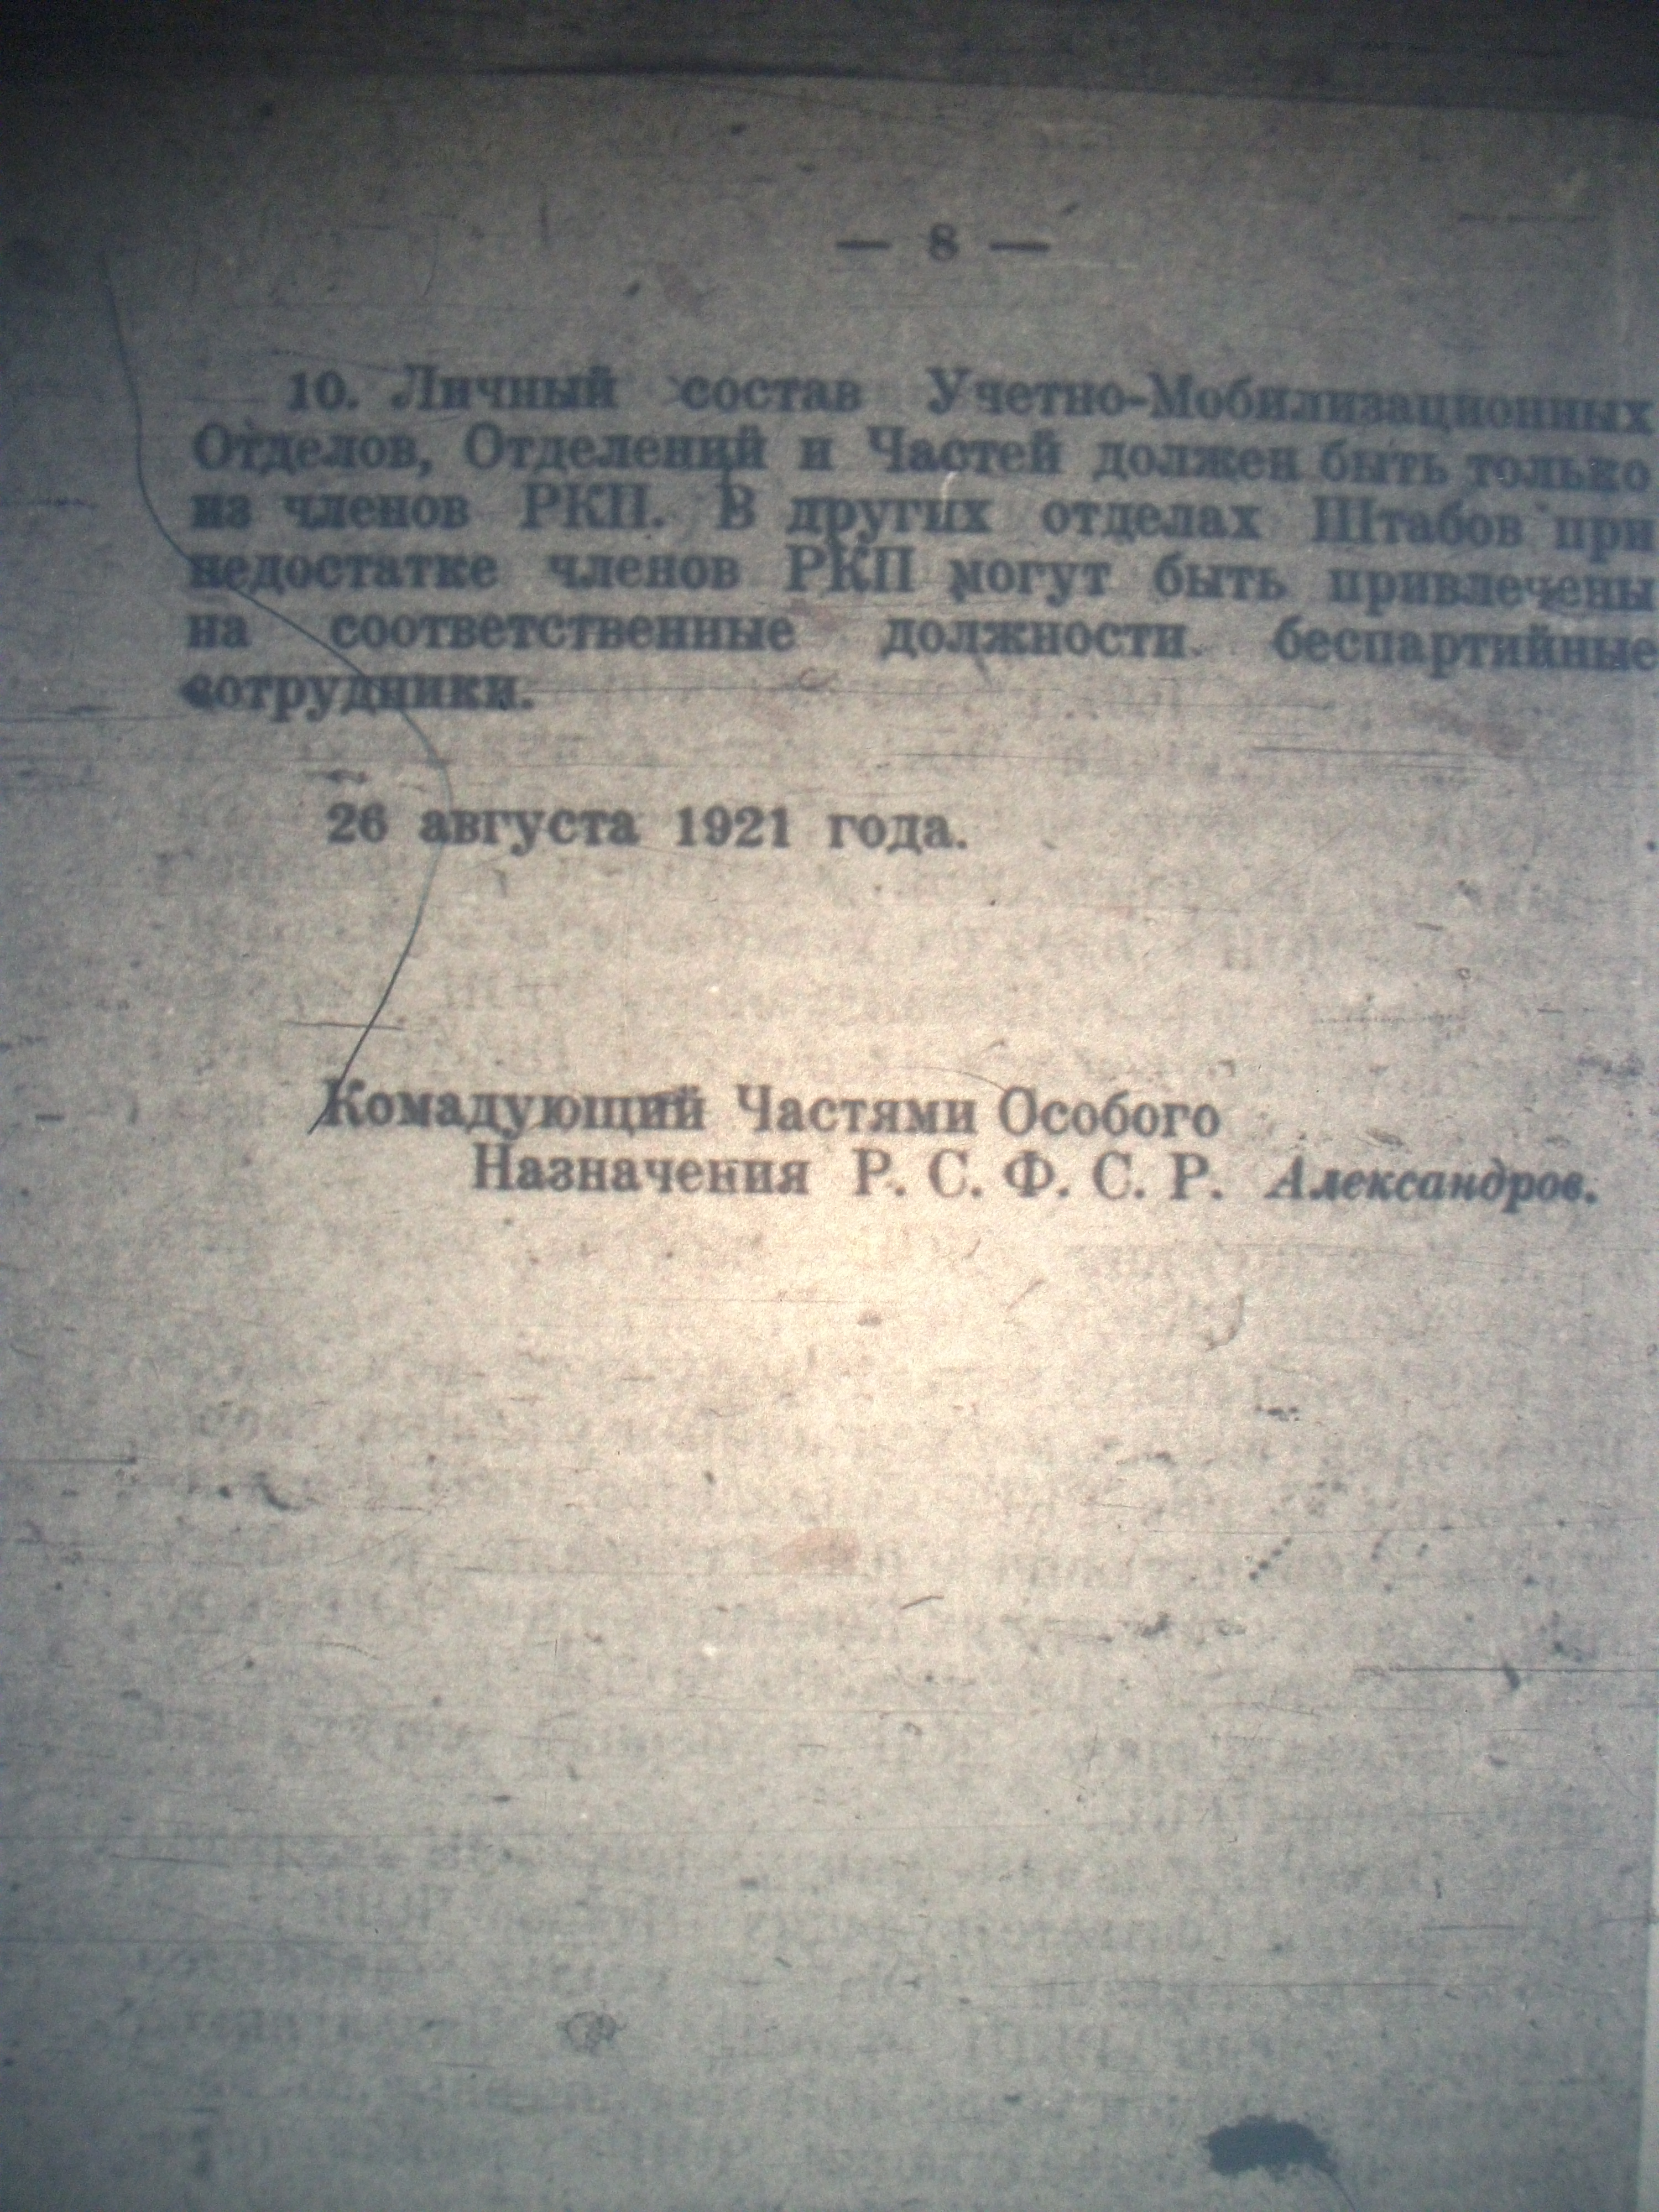 — 8 —
10. Личный состав Учетно-Мобилизационных
Отделов, Отделений и Частей должен быть только
из членов РКП. В других отделах Штабов при
недостатке членов РКП могут быть привлечены
на соответственные должности беспартийные
сотрудники.
26 августа 1921 года.
Комадующий Частями Особого
Назначения Р. С. Ф. С. Р. Александров.